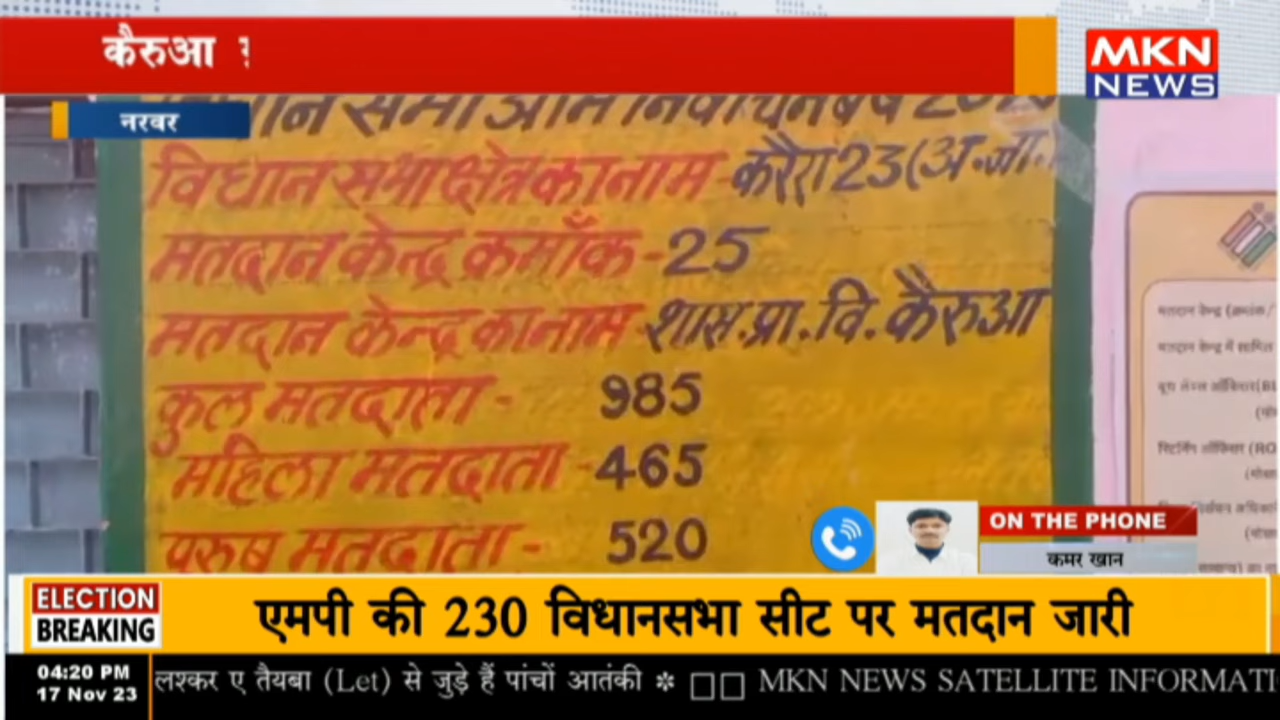 कैरुआ
MKN
NEWS
नरवर
विधान सभा क्षेत्र का नाम - करैरा 23 (अ.जा.
मतदान केन्द्र क्रमाँक - 25
मतदान केन्द्र का नाम - शास.प्रा.वि.कैरुआ
कुल मतदाता - 985
महिला मतदाता - 465
पुरुष मतदाता - 520
मतदान केन्द्र
ON THE PHONE
कमर खान
ELECTION
BREAKING
एमपी की 230 विधानसभा सीट पर मतदान जारी
04:20 PM
17 Nov 23
लश्कर ए तैयबा (Let) से जुड़े हैं पांचों आतंकी * □□ MKN NEWS SATELLITE INFORMATI